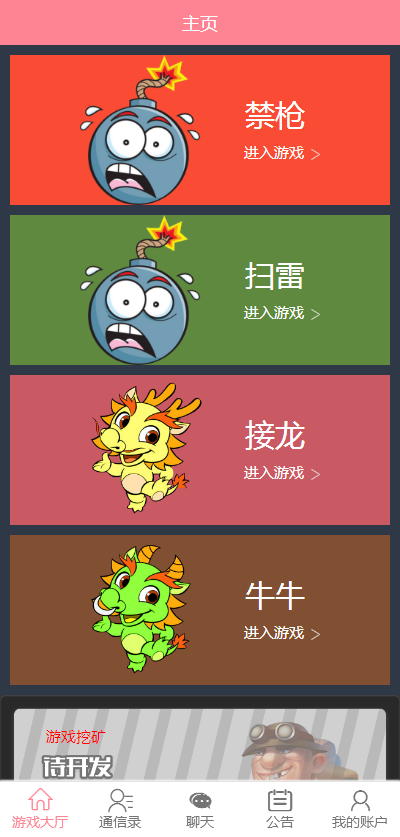 主页
禁枪
进入游戏 >
扫雷
进入游戏 >
接龙
进入游戏 >
牛牛
进入游戏 >
游戏挖矿
待开发
游戏大厅 通信录 聊天 公告 我的账户